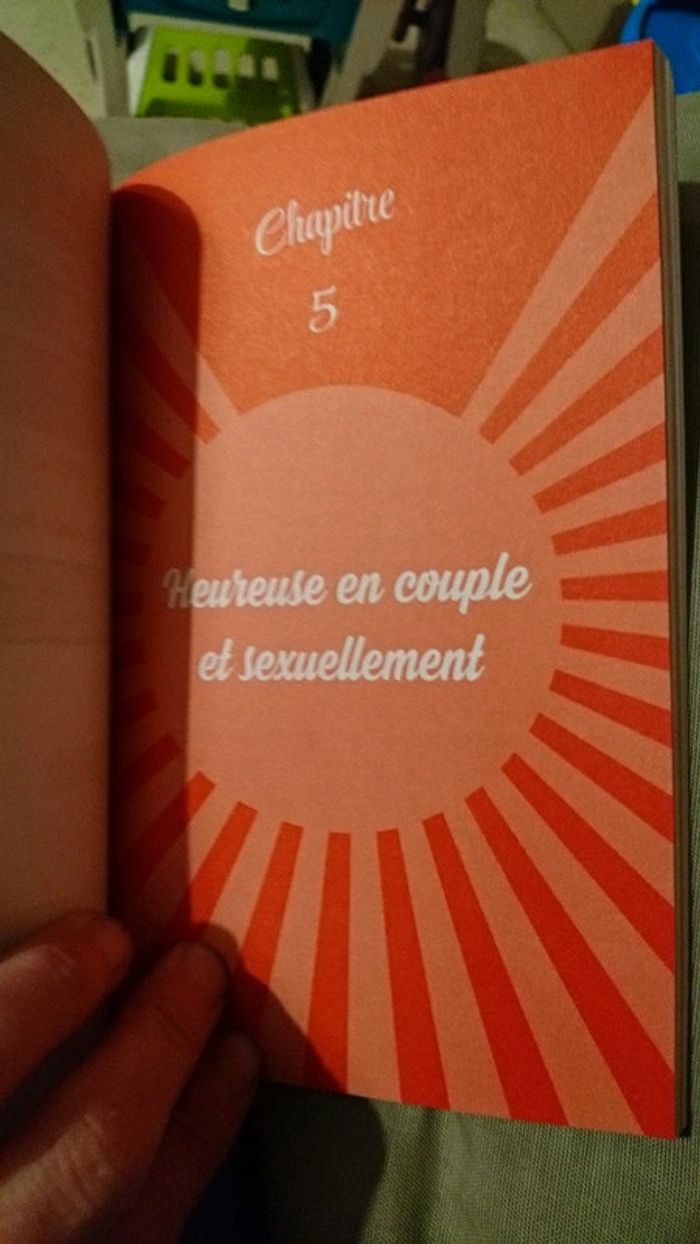 Chapitre
5
Heureuse en couple
et sexuellement